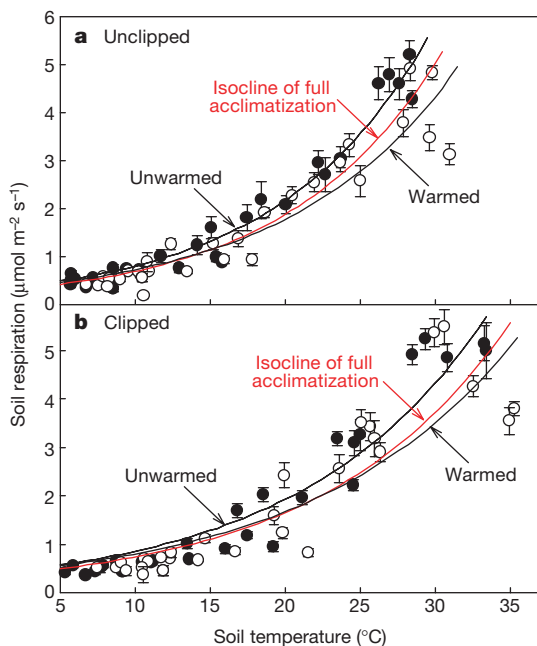 6
a Unclipped
5
Isocline of full
acclimatization
4
3
Unwarmed
2
Warmed
1
0
Soil respiration (µmol m⁻² s⁻¹)
b Clipped
5
Isocline of full
acclimatization
4
3
Unwarmed
Warmed
2
1
0
5 10 15 20 25 30 35
Soil temperature (°C)